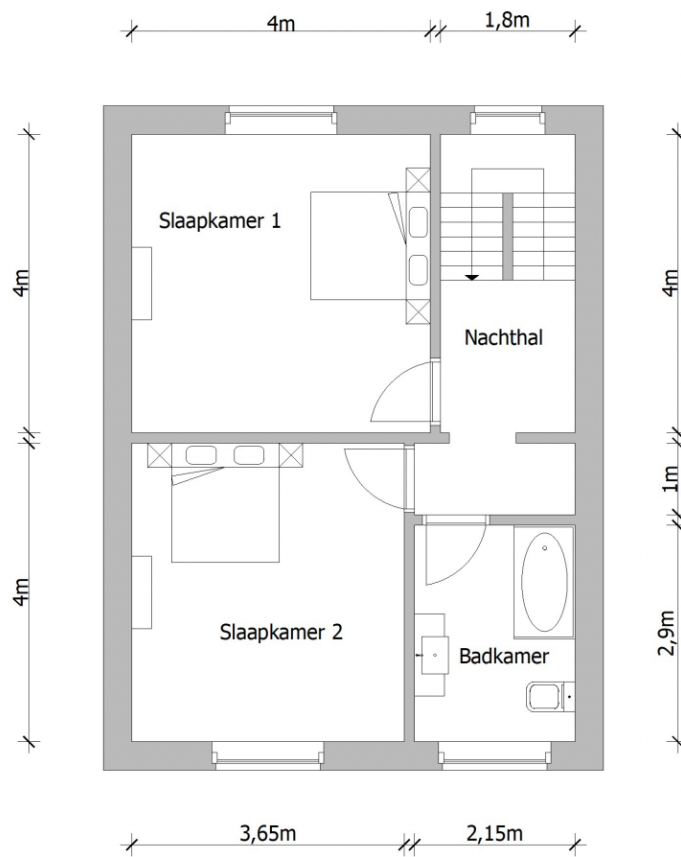 4m
1,8m
Slaapkamer 1
4m
4m
Nachthal
1m
4m
Slaapkamer 2
Badkamer
2,9m
3,65m
2,15m